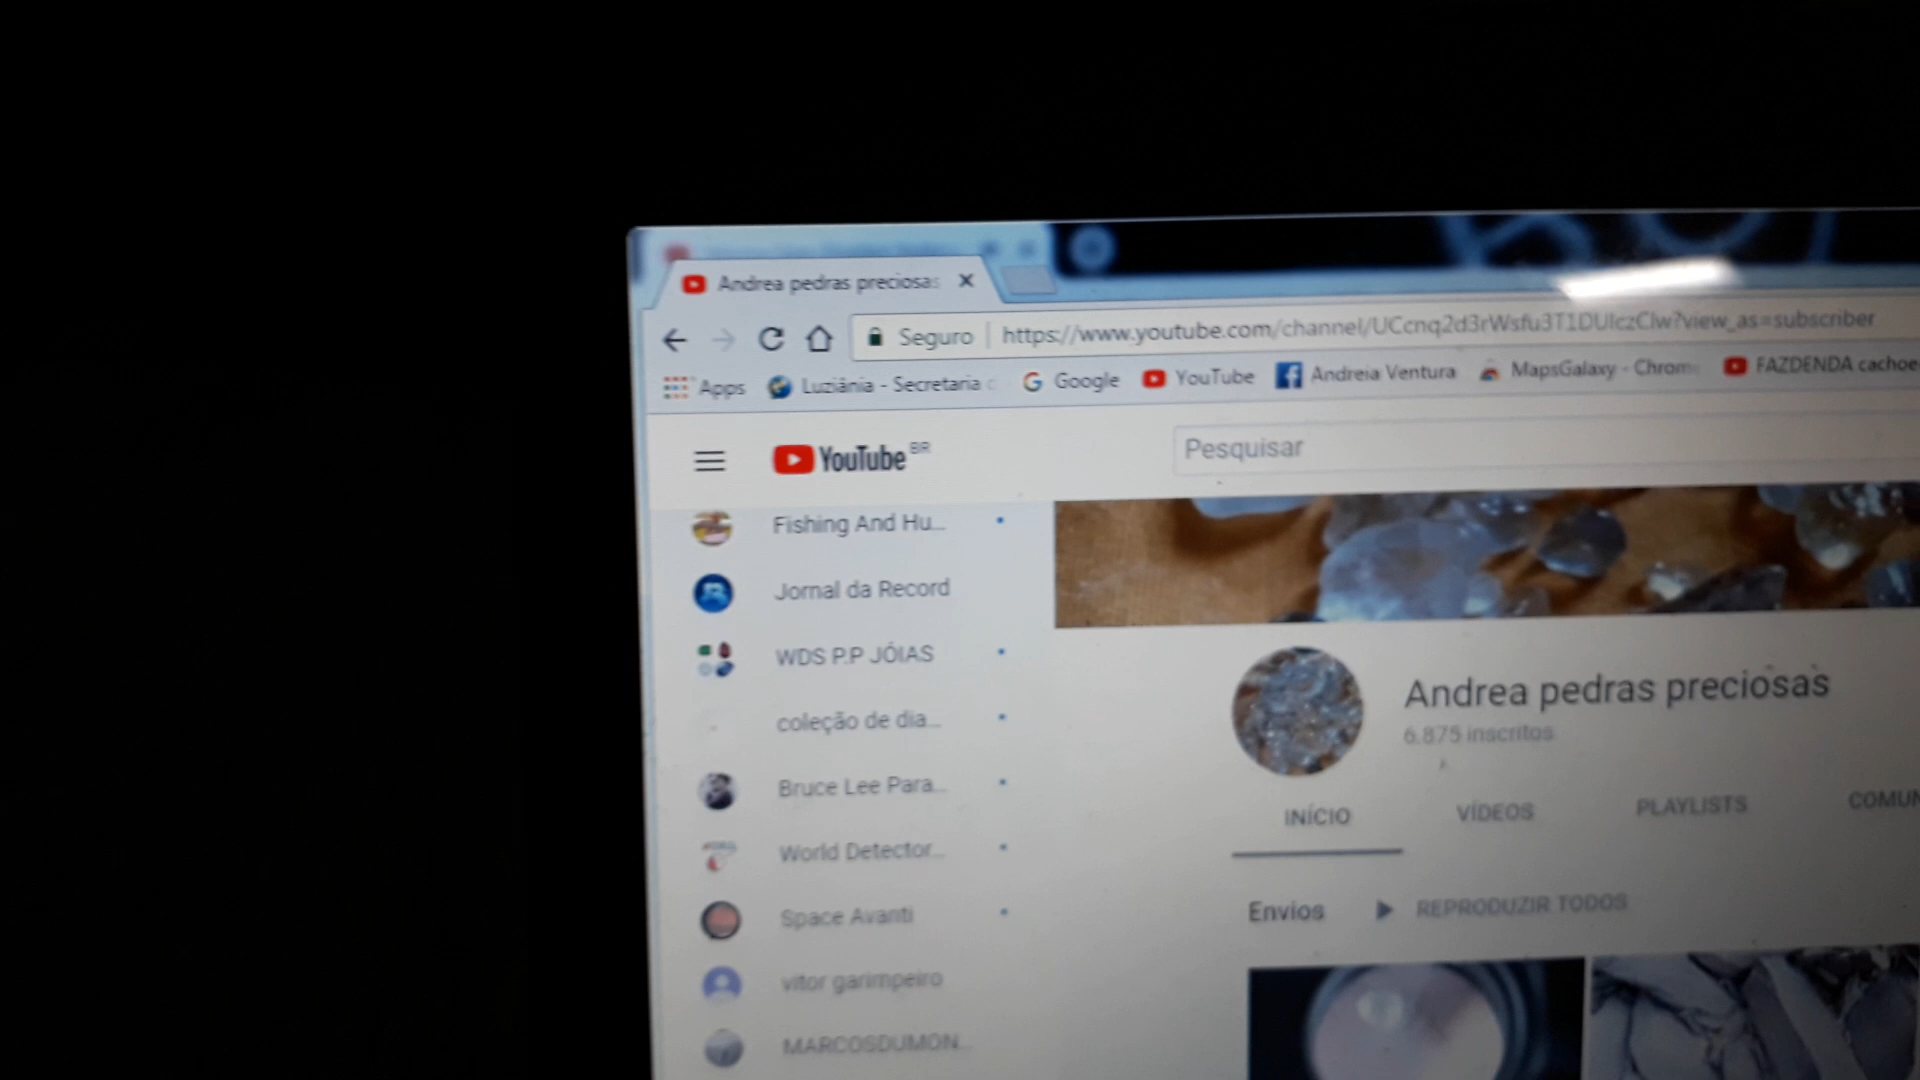 Andrea pedras preciosas
Seguro https://www.youtube.com/channel/UCcnq2d3rWsfu3T1DUIczClw?view_as=subscriber
Apps Luziânia - Secretaria Google YouTube Andreia Ventura MapsGalaxy - Chrom FAZDENDA cachoe
YouTube BR
Pesquisar
Fishing And Hu...
Jornal da Record
WDS P.P JÓIAS
coleção de dia...
Bruce Lee Para...
World Detector...
Space Avanti
vitor garimpeiro
MARCOSDUMON...
Andrea pedras preciosas
6.875 inscritos
INÍCIO VÍDEOS PLAYLISTS COMUN
Envios REPRODUZIR TODOS